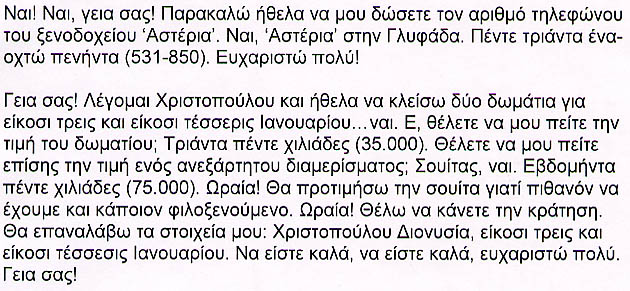 Ναι! Ναι, γεια σας! Παρακαλώ ήθελα να μου δώσετε τον αριθμό τηλεφώνου
του ξενοδοχείου ‘Αστέρια’. Ναι, ‘Αστέρια’ στην Γλυφάδα. Πέντε τριάντα ένα-
οχτώ πενήντα (531-850). Ευχαριστώ πολύ!

Γεια σας! Λέγομαι Χριστοπούλου και ήθελα να κλείσω δύο δωμάτια για
είκοσι τρεις και είκοσι τέσσερις Ιανουαρίου…ναι. Ε, θέλετε να μου πείτε την
τιμή του δωματίου; Τριάντα πέντε χιλιάδες (35.000). Θέλετε να μου πείτε
επίσης την τιμή ενός ανεξάρτητου διαμερίσματος; Σουίτας, ναι. Εβδομήντα
πέντε χιλιάδες (75.000). Ωραία! Θα προτιμήσω την σουίτα γιατί πιθανόν να
έχουμε και κάποιον φιλοξενούμενο. Ωραία! Θέλω να κάνετε την κράτηση.
Θα επαναλάβω τα στοιχεία μου: Χριστοπούλου Διονυσία, είκοσι τρεις και
είκοσι τέσσεσις Ιανουαρίου. Να είστε καλά, να είστε καλά, ευχαριστώ πολύ.
Γεια σας!